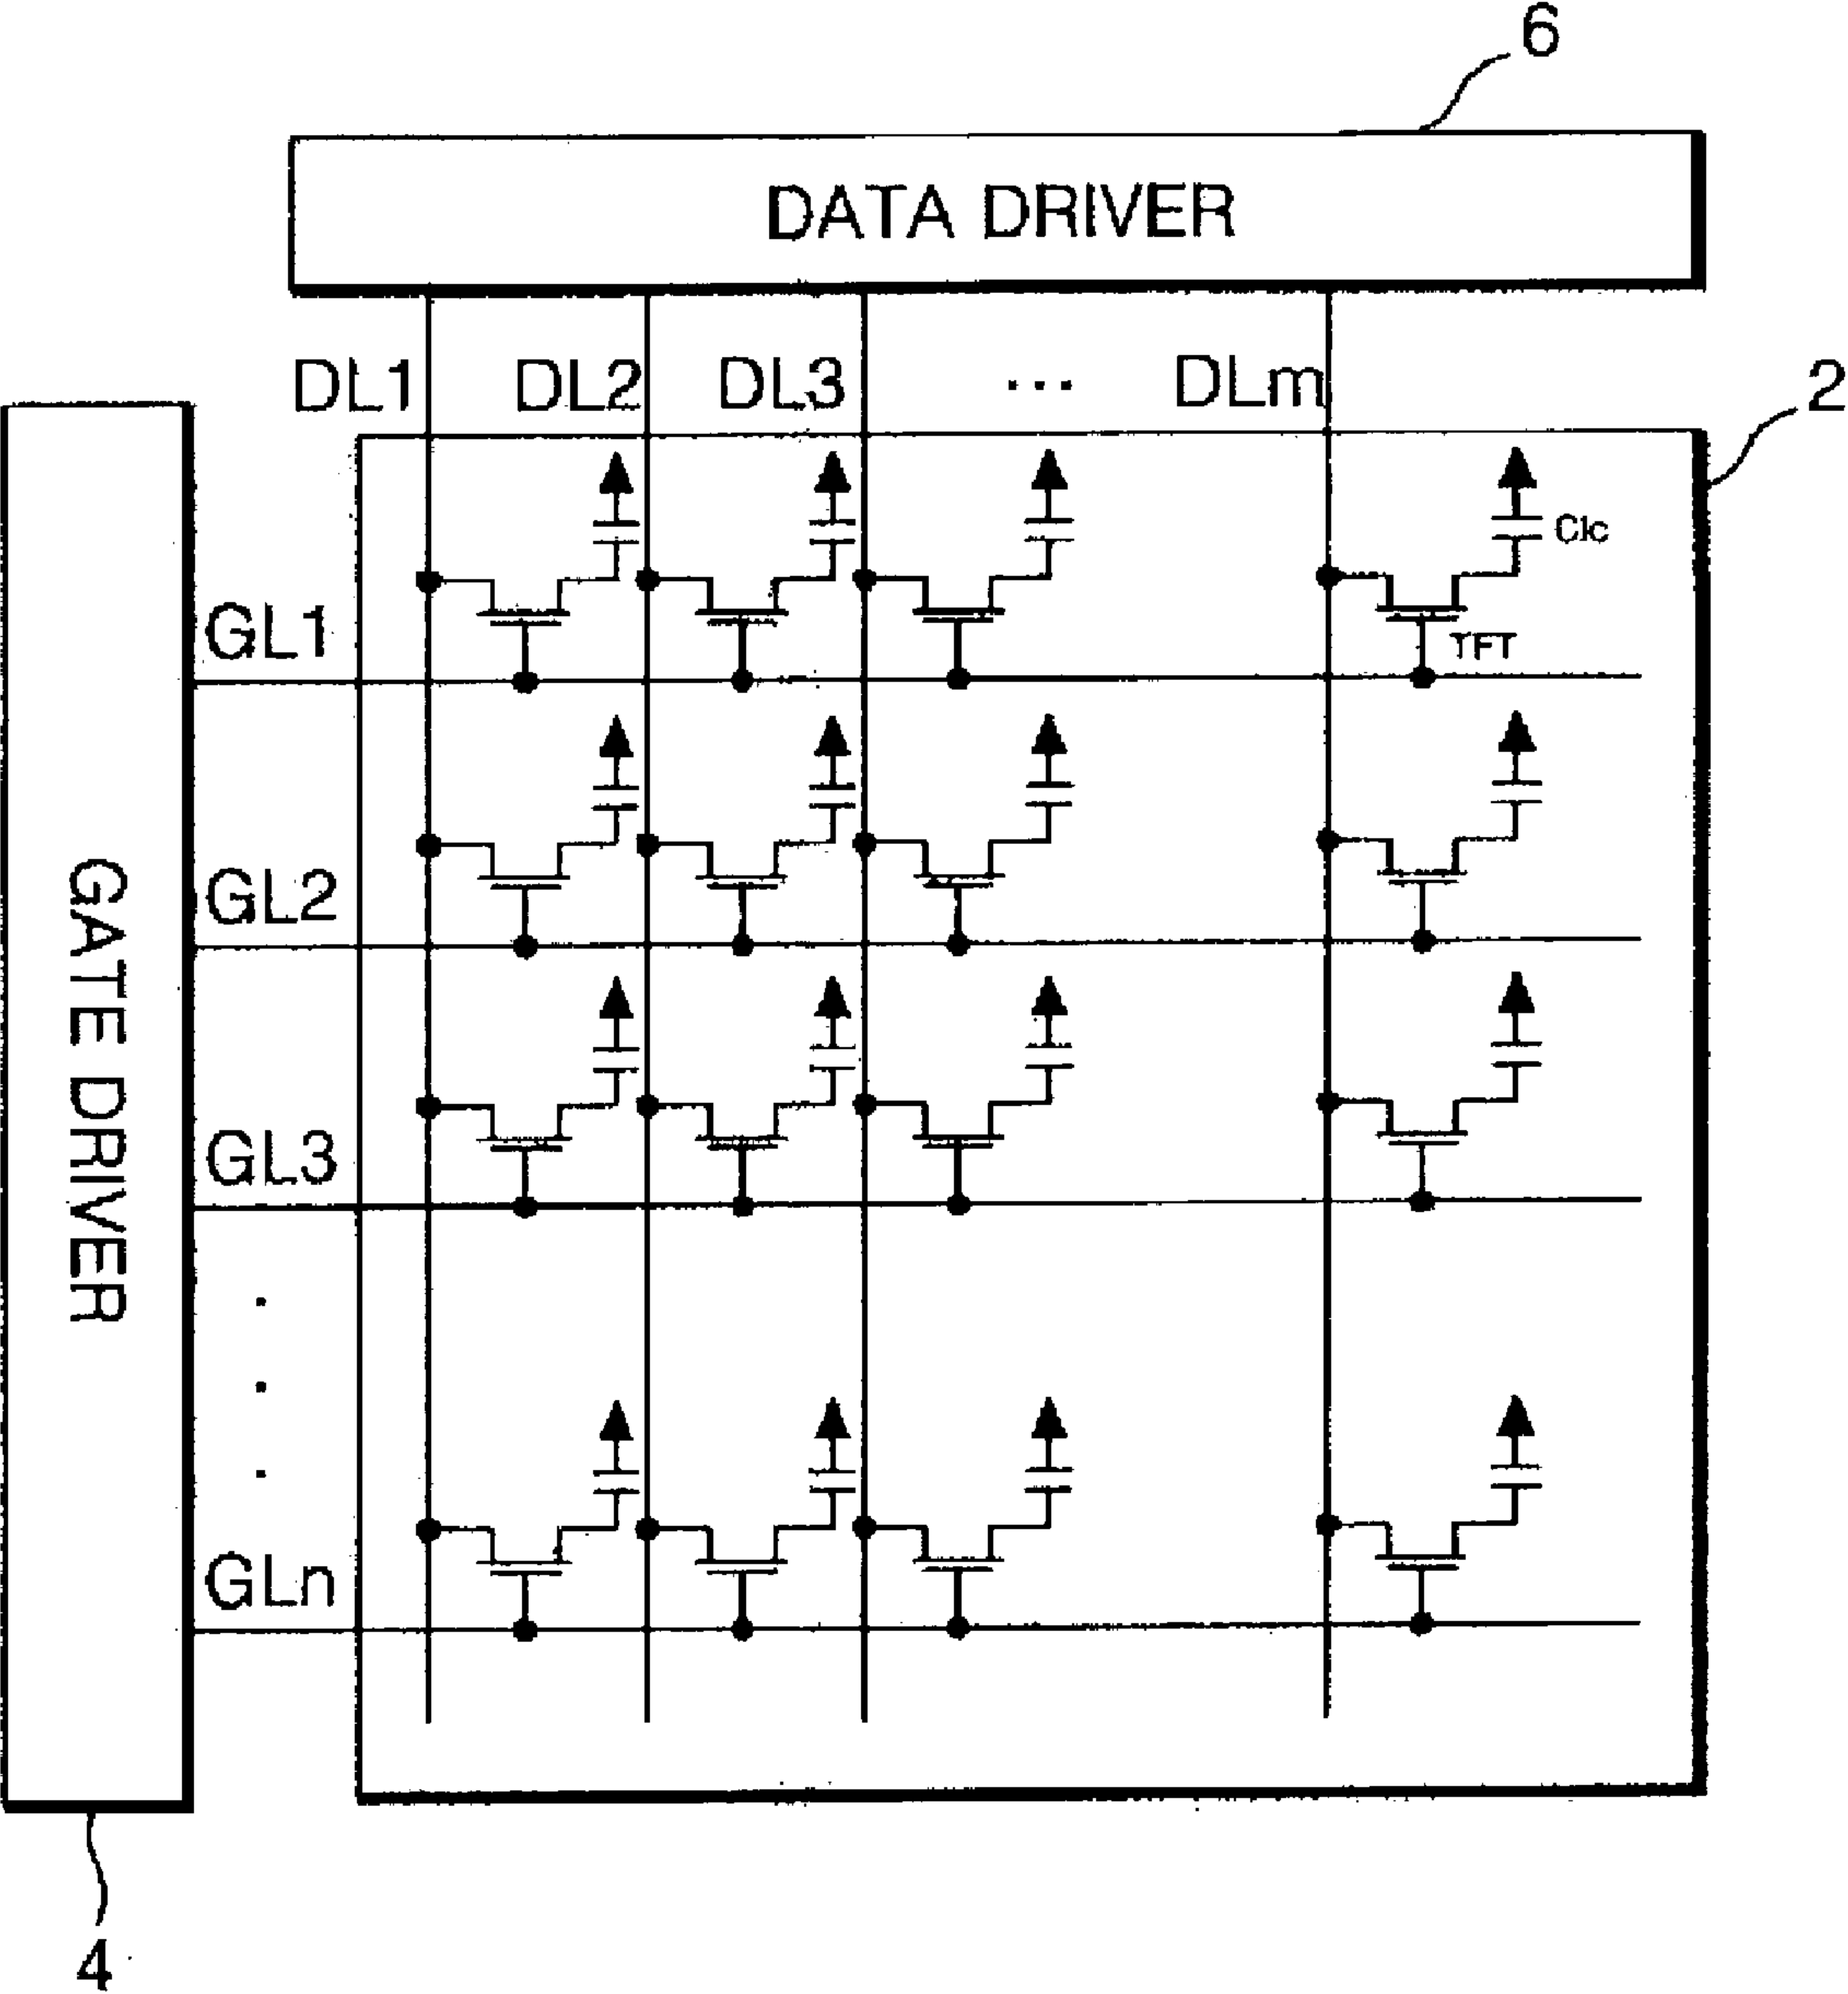 6
DATA DRIVER
DL1 DL2 DL3 ... DLm
2
Clc
GL1
TFT
GL2
GATE DRIVER
GL3
GLn
4